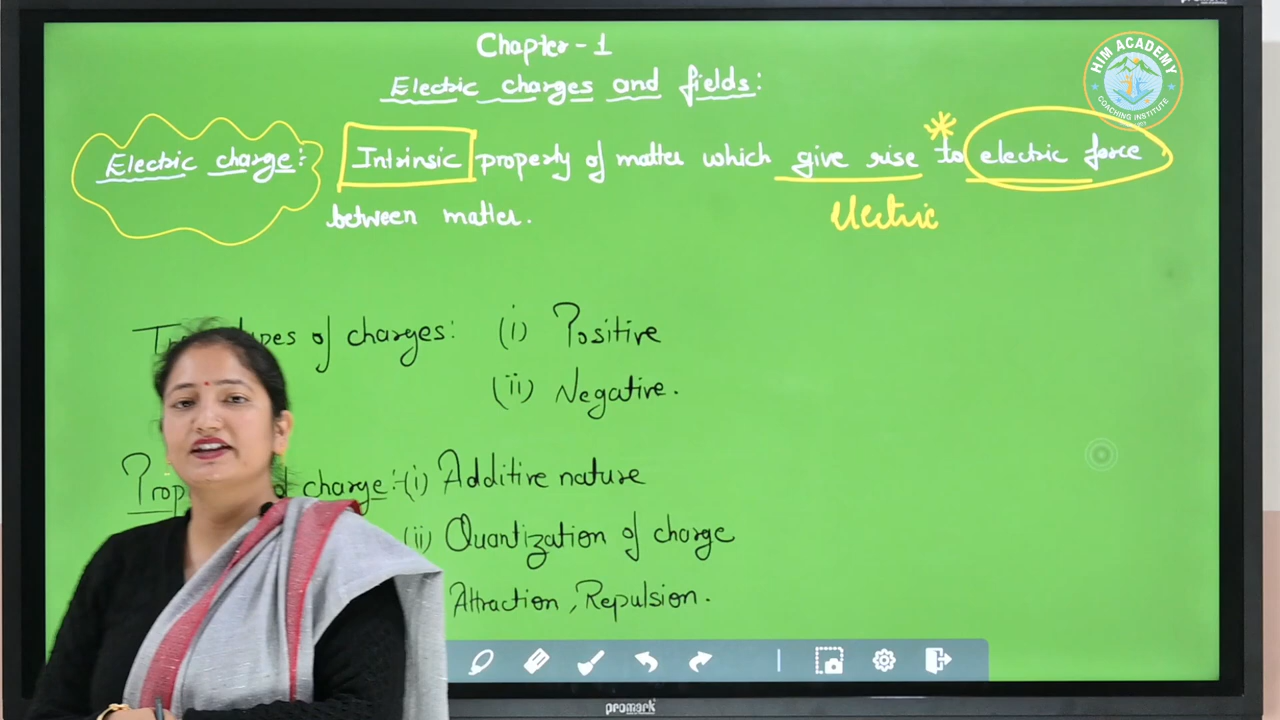 Chapter - 1
Electric charges and fields:
HIM ACADEMY
COACHING INSTITUTE
Electric charge: Intrinsic property of matter which give rise * to electric force
between matter.
Electric
of charges: (i) Positive
(ii) Negative.
charge:- (i) Additive nature
(ii) Quantization of charge
Attraction, Repulsion.
promark